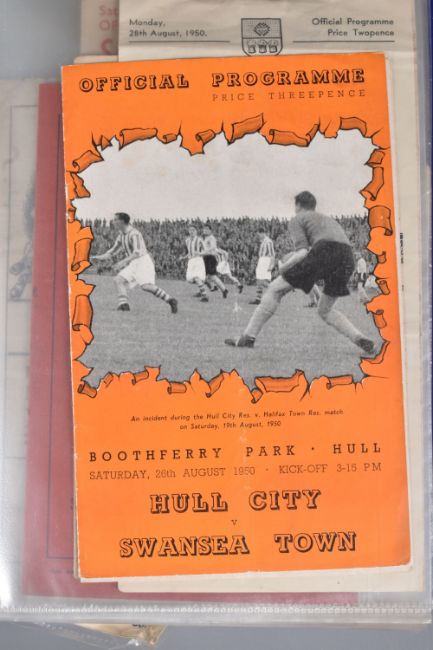 Monday,
28th August, 1950.
Official Programme
Price Twopence
OFFICIAL PROGRAMME
PRICE THREEPENCE
An incident during the Hull City Res. v. Halifax Town Res. match
on Saturday, 19th August, 1950
BOOTHFERRY PARK · HULL
SATURDAY, 26th AUGUST 1950 · KICK-OFF 3-15 PM
HULL CITY
v
SWANSEA TOWN